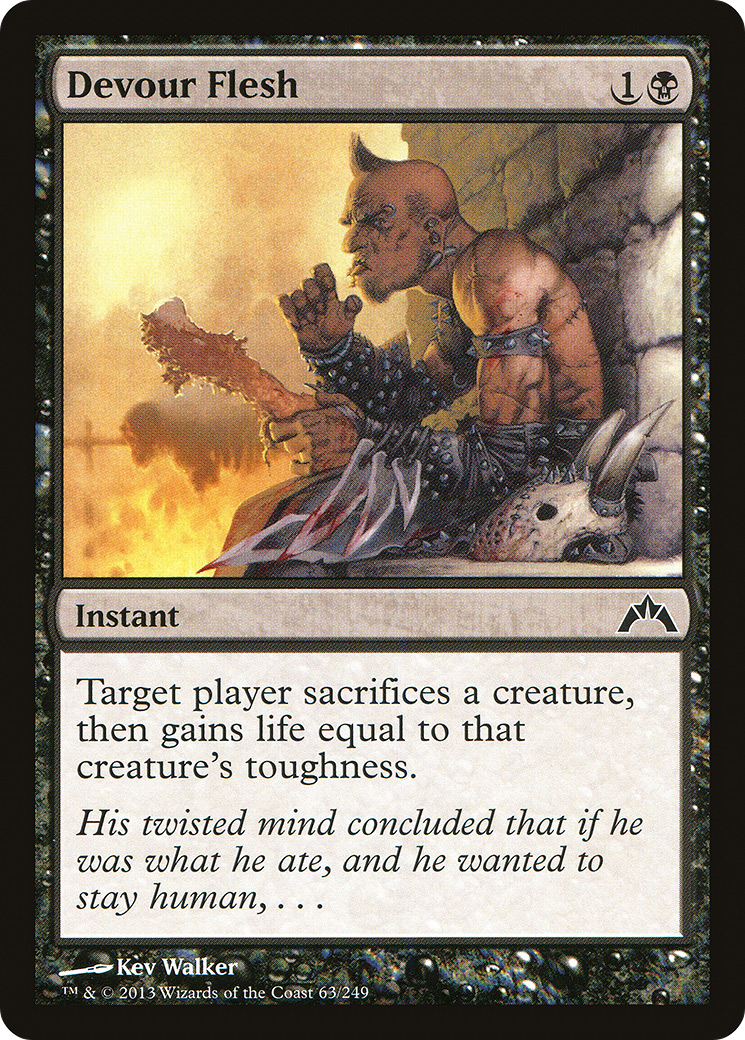 Devour Flesh 1
Instant
Target player sacrifices a creature,
then gains life equal to that
creature's toughness.
His twisted mind concluded that if he
was what he ate, and he wanted to
stay human, . . .
Kev Walker
™ & © 2013 Wizards of the Coast 63/249